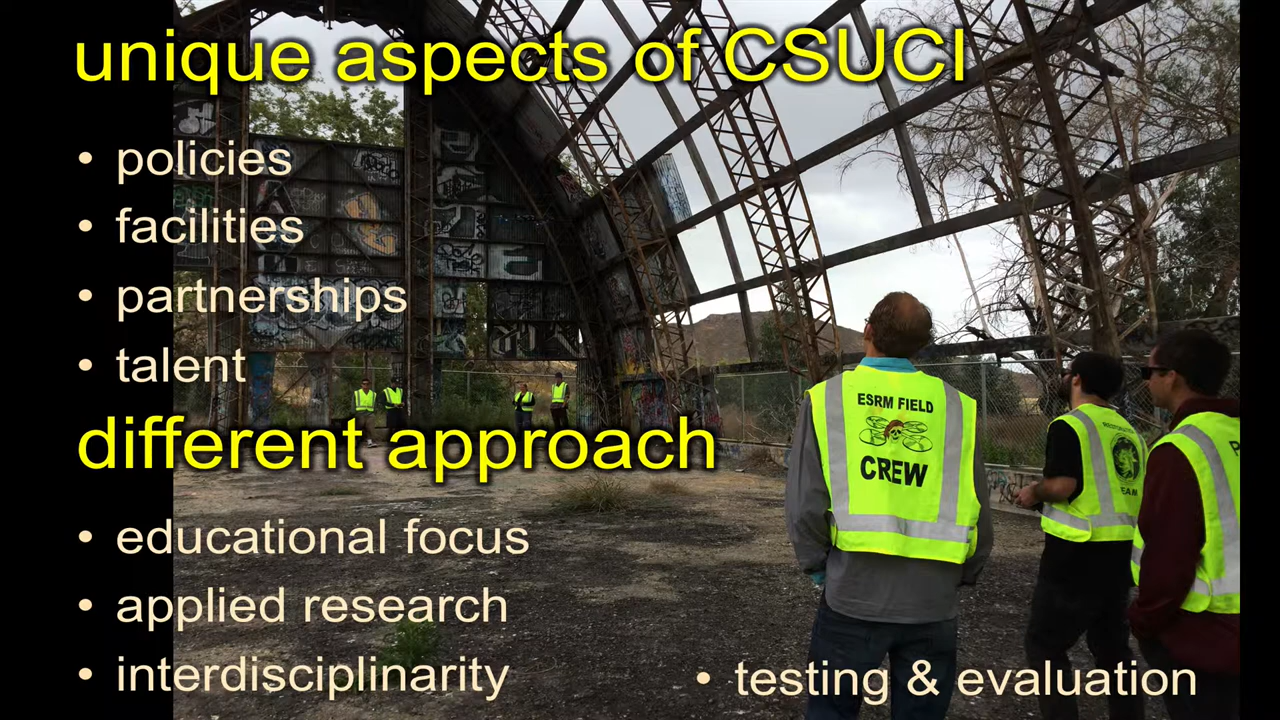 unique aspects of CSUCI
• policies
• facilities
• partnerships
• talent
different approach
• educational focus
• applied research
• interdisciplinarity
• testing & evaluation
ESRM FIELD
CREW